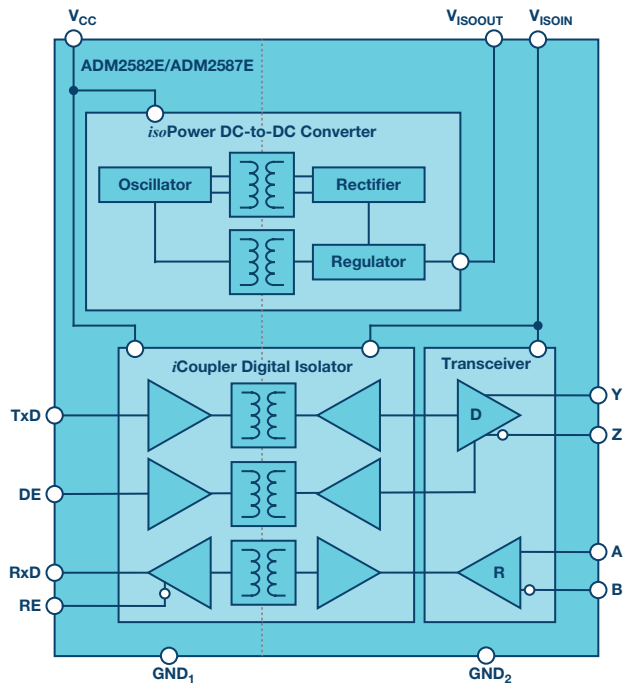 VCC
VISOOUT
VISOIN
ADM2582E/ADM2587E
isoPower DC-to-DC Converter
Oscillator
Rectifier
Regulator
iCoupler Digital Isolator
Transceiver
TxD
D
Y
Z
DE
RxD
R
A
RE
B
GND1
GND2